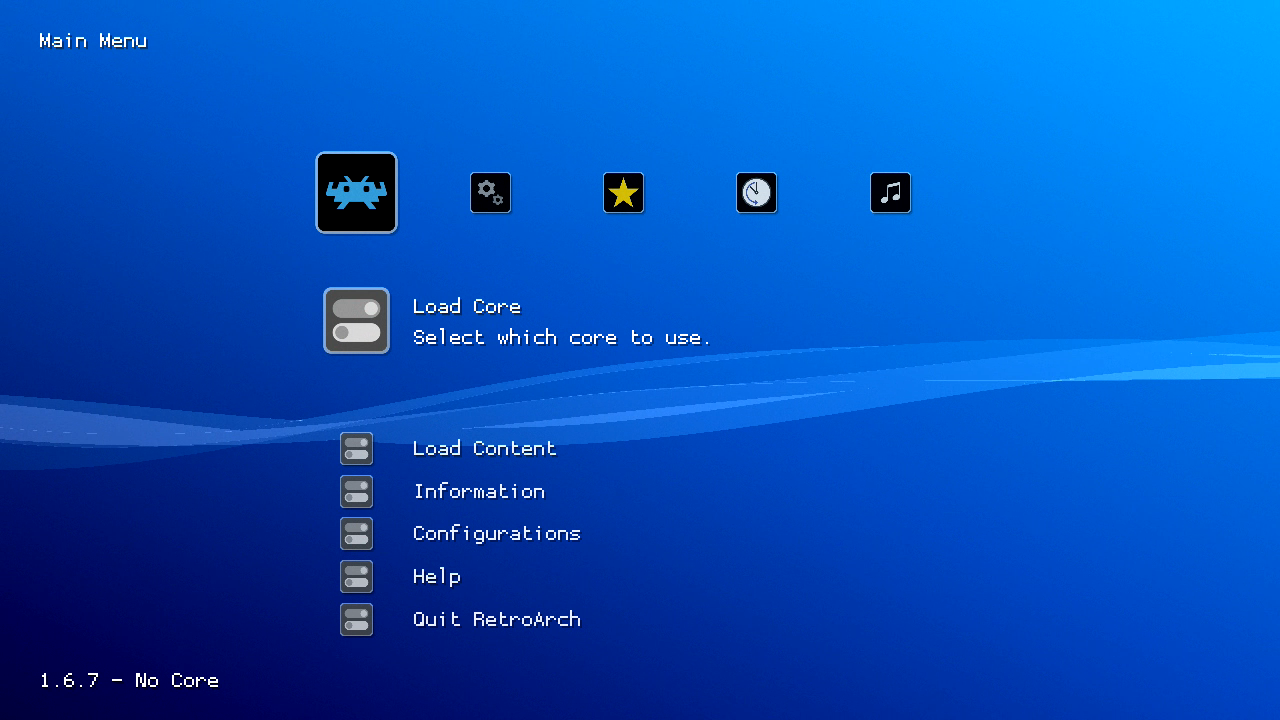 Main Menu
Load Core
Select which core to use.
Load Content
Information
Configurations
Help
Quit RetroArch
1.6.7 - No Core